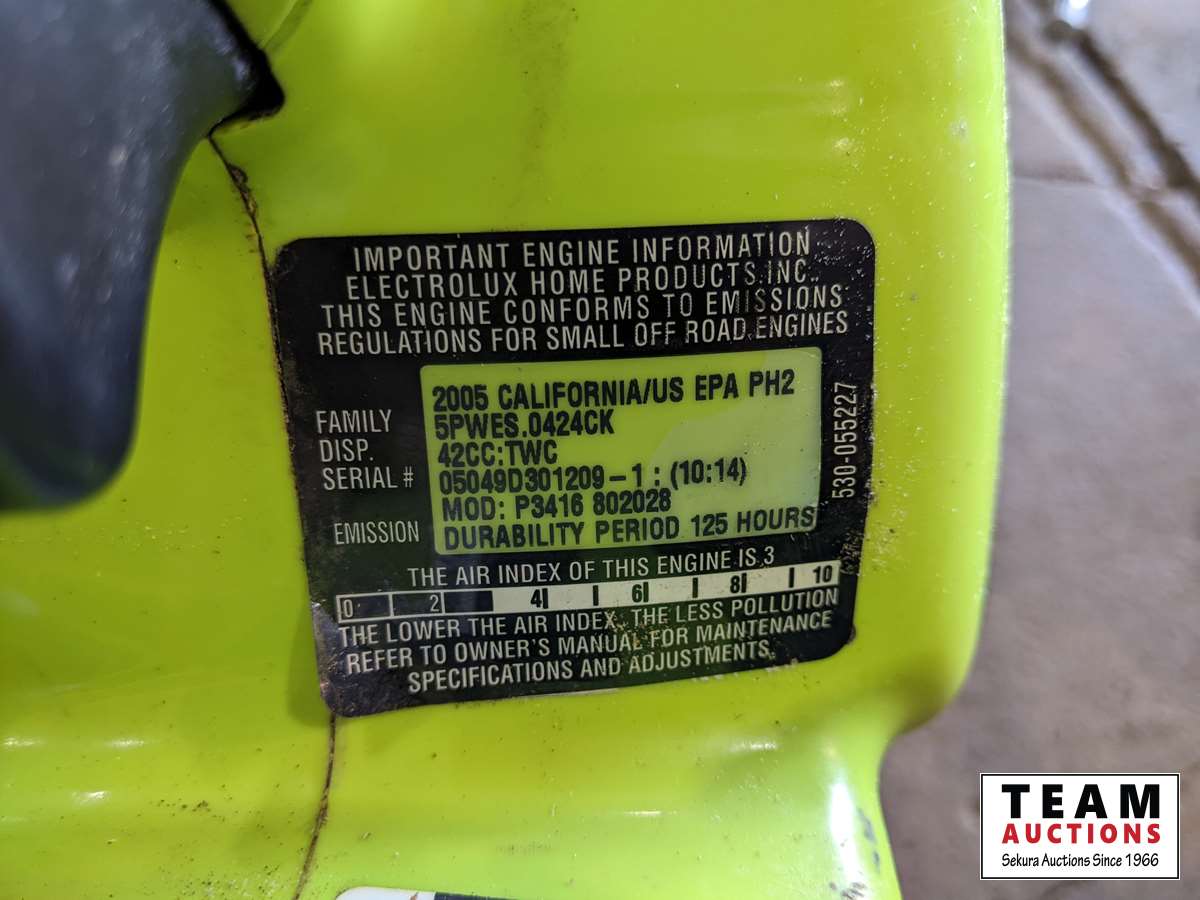 IMPORTANT ENGINE INFORMATION
ELECTROLUX HOME PRODUCTS, INC.
THIS ENGINE CONFORMS TO EMISSIONS
REGULATIONS FOR SMALL OFF ROAD ENGINES
2005 CALIFORNIA/US EPA PH2
FAMILY 5PWES.0424CK
DISP. 42CC:TWC
SERIAL # 05049D301209-1 : (10:14)
MOD: P3416 802028
EMISSION DURABILITY PERIOD 125 HOURS
530-055227
THE AIR INDEX OF THIS ENGINE IS 3
0 2 4 6 8 10
THE LOWER THE AIR INDEX, THE LESS POLLUTION
REFER TO OWNER'S MANUAL FOR MAINTENANCE
SPECIFICATIONS AND ADJUSTMENTS.
TEAM
AUCTIONS
Sekura Auctions Since 1966